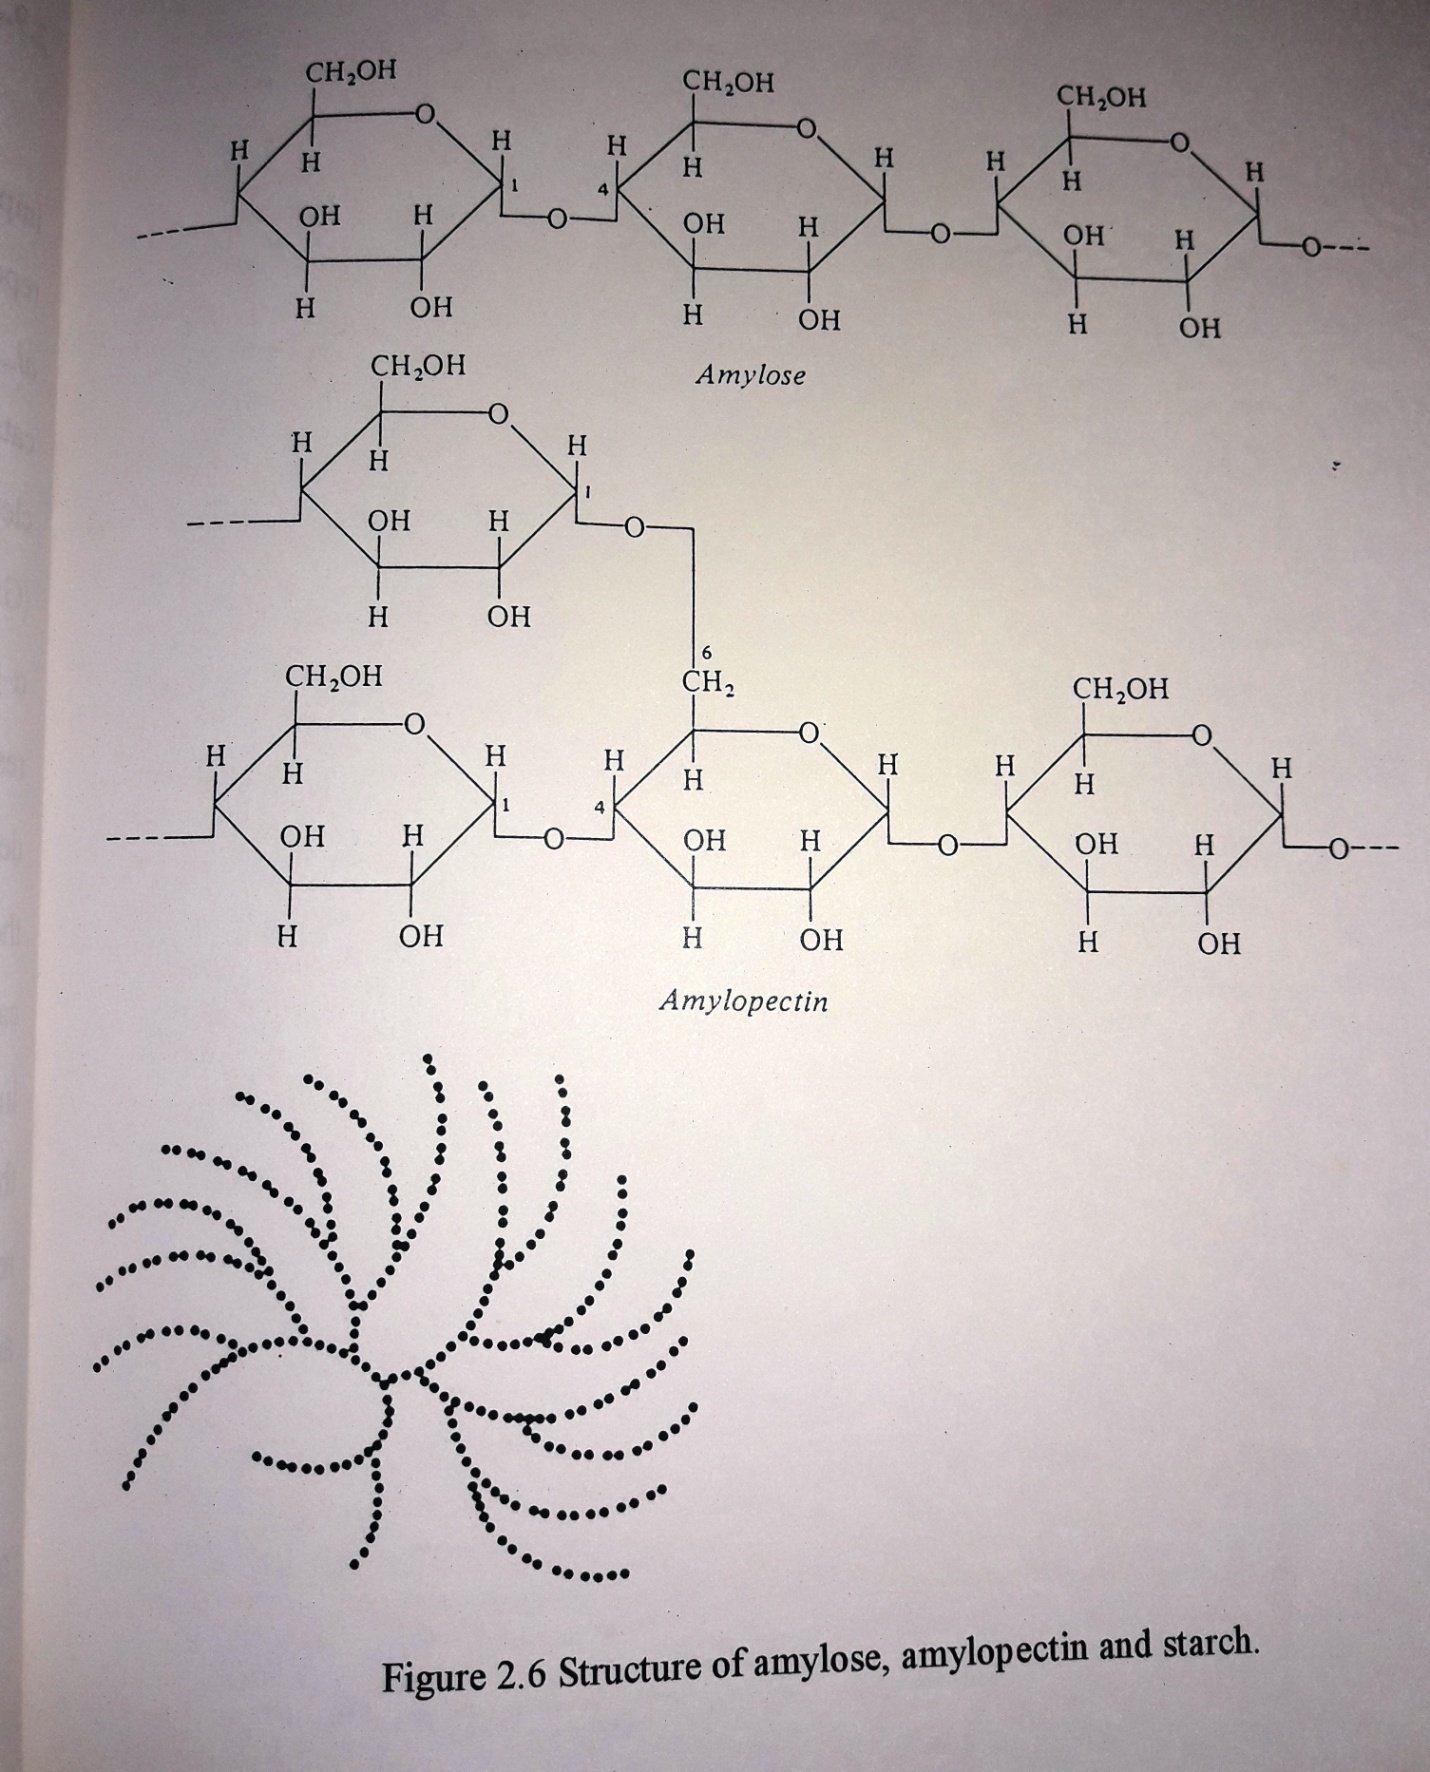 CH₂OH CH₂OH CH₂OH
O O O
H H H H H H
H H H
1 4
OH H OH H OH H
O O O
H OH H OH H OH
Amylose
CH₂OH
O
H H
H
1
OH H O
H OH
6
CH₂OH CH₂ CH₂OH
O O O
H H H H H H
H H H
1 4
OH H OH H OH H
O O O
H OH H OH H OH
Amylopectin
Figure 2.6 Structure of amylose, amylopectin and starch.